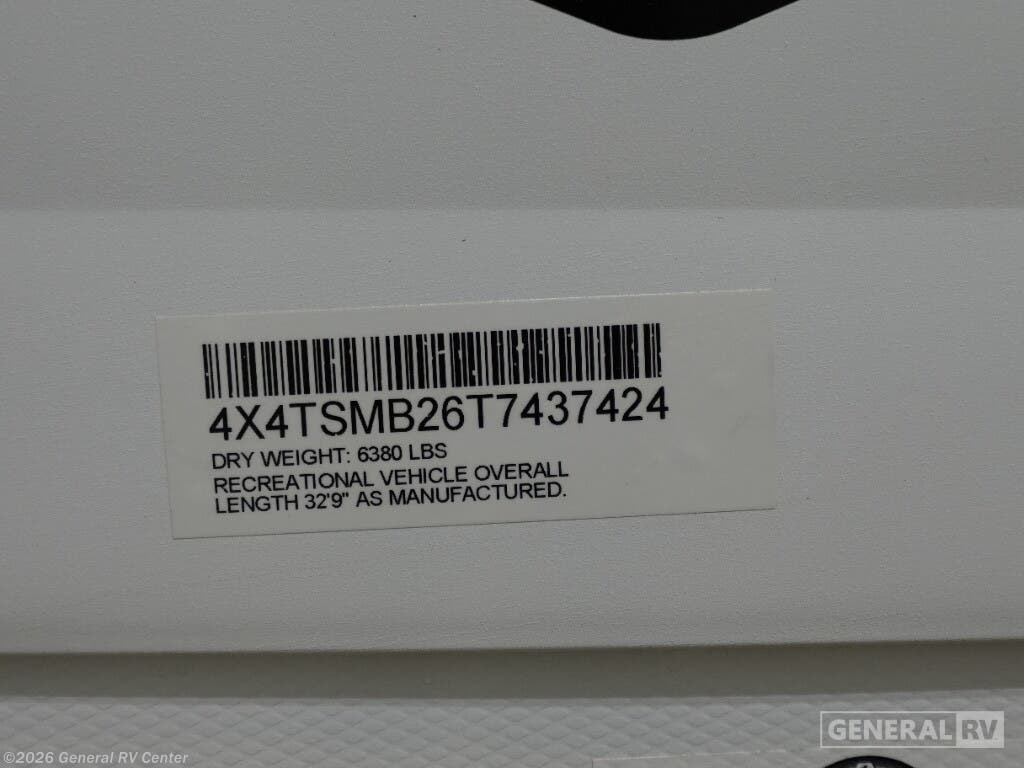 4X4TSMB26T7437424
DRY WEIGHT: 6380 LBS
RECREATIONAL VEHICLE OVERALL
LENGTH 32'9" AS MANUFACTURED.
GENERAL RV
©2026 General RV Center